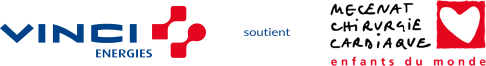 VINCI
ENERGIES
soutient
MECENAT
CHIRURGIE
CARDIAQUE
enfants du monde